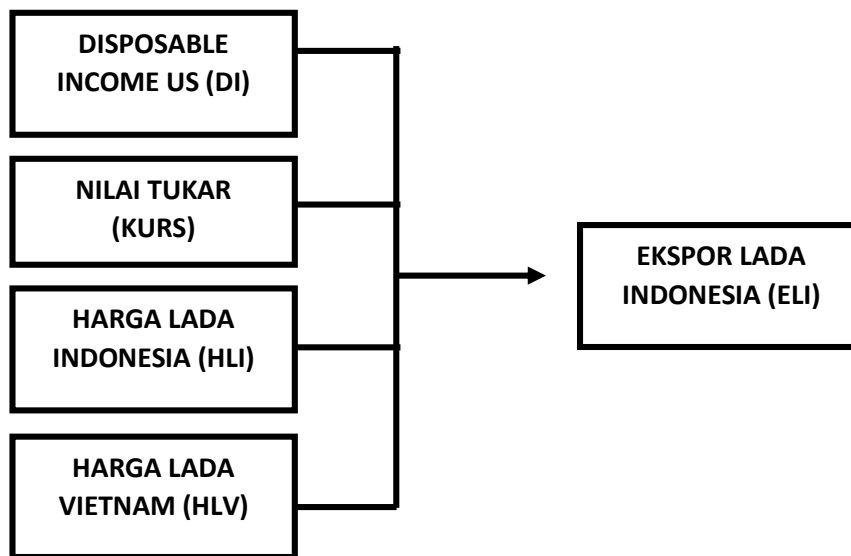 DISPOSABLE
INCOME US (DI)
NILAI TUKAR
(KURS)
HARGA LADA
INDONESIA (HLI)
HARGA LADA
VIETNAM (HLV)
EKSPOR LADA
INDONESIA (ELI)